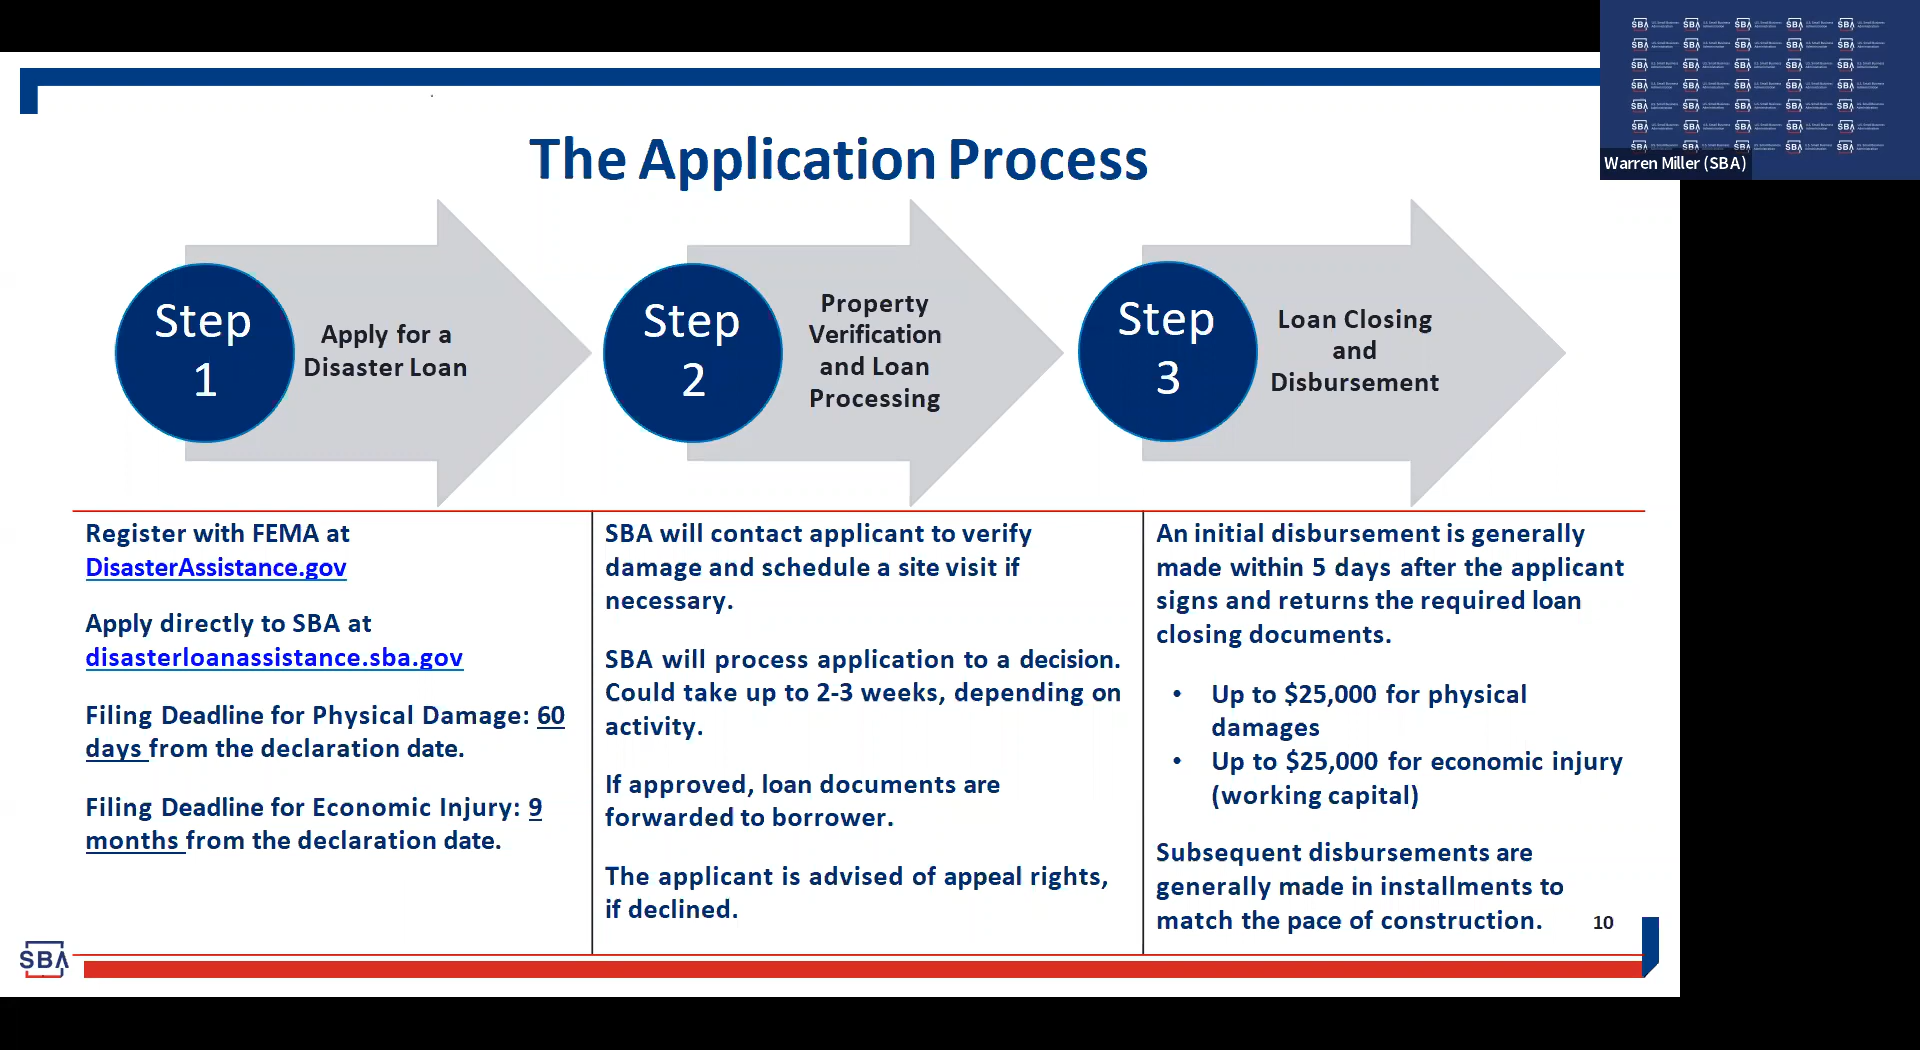 The Application Process
Step
1
Apply for a
Disaster Loan
Step
2
Property
Verification
and Loan
Processing
Step
3
Loan Closing
and
Disbursement
Register with FEMA at
DisasterAssistance.gov
Apply directly to SBA at
disasterloanassistance.sba.gov
Filing Deadline for Physical Damage: 60
days from the declaration date.
Filing Deadline for Economic Injury: 9
months from the declaration date.
SBA will contact applicant to verify
damage and schedule a site visit if
necessary.
SBA will process application to a decision.
Could take up to 2-3 weeks, depending on
activity.
If approved, loan documents are
forwarded to borrower.
The applicant is advised of appeal rights,
if declined.
An initial disbursement is generally
made within 5 days after the applicant
signs and returns the required loan
closing documents.
• Up to $25,000 for physical
damages
• Up to $25,000 for economic injury
(working capital)
Subsequent disbursements are
generally made in installments to
match the pace of construction.
10
SBA
Warren Miller (SBA)
SBA U.S. Small Business
Administration